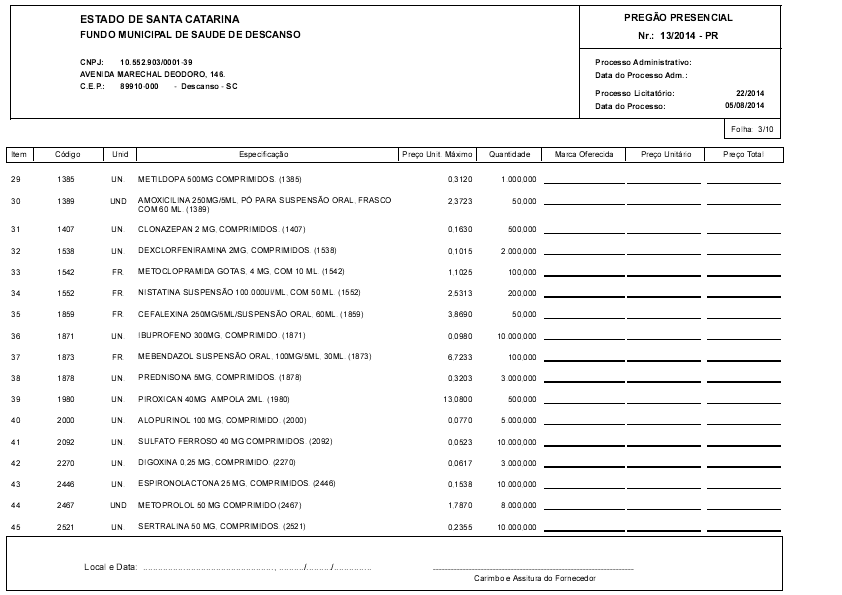 ESTADO DE SANTA CATARINA
FUNDO MUNICIPAL DE SAUDE DE DESCANSO
CNPJ: 10.552.903/0001-39
AVENIDA MARECHAL DEODORO, 146.
C.E.P.: 89910-000 - Descanso - SC
PREGÃO PRESENCIAL
Nr.: 13/2014 - PR
Processo Administrativo:
Data do Processo Adm.:
Processo Licitatório: 22/2014
Data do Processo: 05/08/2014
Folha: 3/10
Item Código Unid Especificação Preço Unit. Máximo Quantidade Marca Oferecida Preço Unitário Preço Total
29 1385 UN. METILDOPA 500MG COMPRIMIDOS. (1385) 0,3120 1.000,000
30 1389 UND AMOXICILINA 250MG/5ML, PÓ PARA SUSPENSÃO ORAL, FRASCO
COM 60 ML. (1389) 2,3723 50,000
31 1407 UN. CLONAZEPAN 2 MG, COMPRIMIDOS. (1407) 0,1630 500,000
32 1538 UN. DEXCLORFENIRAMINA 2MG, COMPRIMIDOS. (1538) 0,1015 2.000,000
33 1542 FR. METOCLOPRAMIDA GOTAS, 4 MG, COM 10 ML. (1542) 1,1025 100,000
34 1552 FR. NISTATINA SUSPENSÃO 100.000UI/ML, COM 50 ML. (1552) 2,5313 200,000
35 1859 FR. CEFALEXINA 250MG/5ML/SUSPENSÃO ORAL, 60ML. (1859) 3,8690 50,000
36 1871 UN. IBUPROFENO 300MG, COMPRIMIDO. (1871) 0,0980 10.000,000
37 1873 FR. MEBENDAZOL SUSPENSÃO ORAL, 100MG/5ML, 30ML. (1873) 6,7233 100,000
38 1878 UN. PREDNISONA 5MG, COMPRIMIDOS. (1878) 0,3203 3.000,000
39 1980 UN. PIROXICAN 40MG AMPOLA 2ML. (1980) 13,0800 500,000
40 2000 UN. ALOPURINOL 100 MG, COMPRIMIDO. (2000) 0,0770 5.000,000
41 2092 UN. SULFATO FERROSO 40 MG COMPRIMIDOS. (2092) 0,0523 10.000,000
42 2270 UN. DIGOXINA 0,25 MG, COMPRIMIDO. (2270) 0,0617 3.000,000
43 2446 UN. ESPIRONOLACTONA 25 MG, COMPRIMIDOS. (2446) 0,1538 10.000,000
44 2467 UND METOPROLOL 50 MG COMPRIMIDO (2467) 1,7870 8.000,000
45 2521 UN. SERTRALINA 50 MG, COMPRIMIDOS. (2521) 0,2355 10.000,000
Local e Data: ...................................................., ........../........../...............
Carimbo e Assitura do Fornecedor